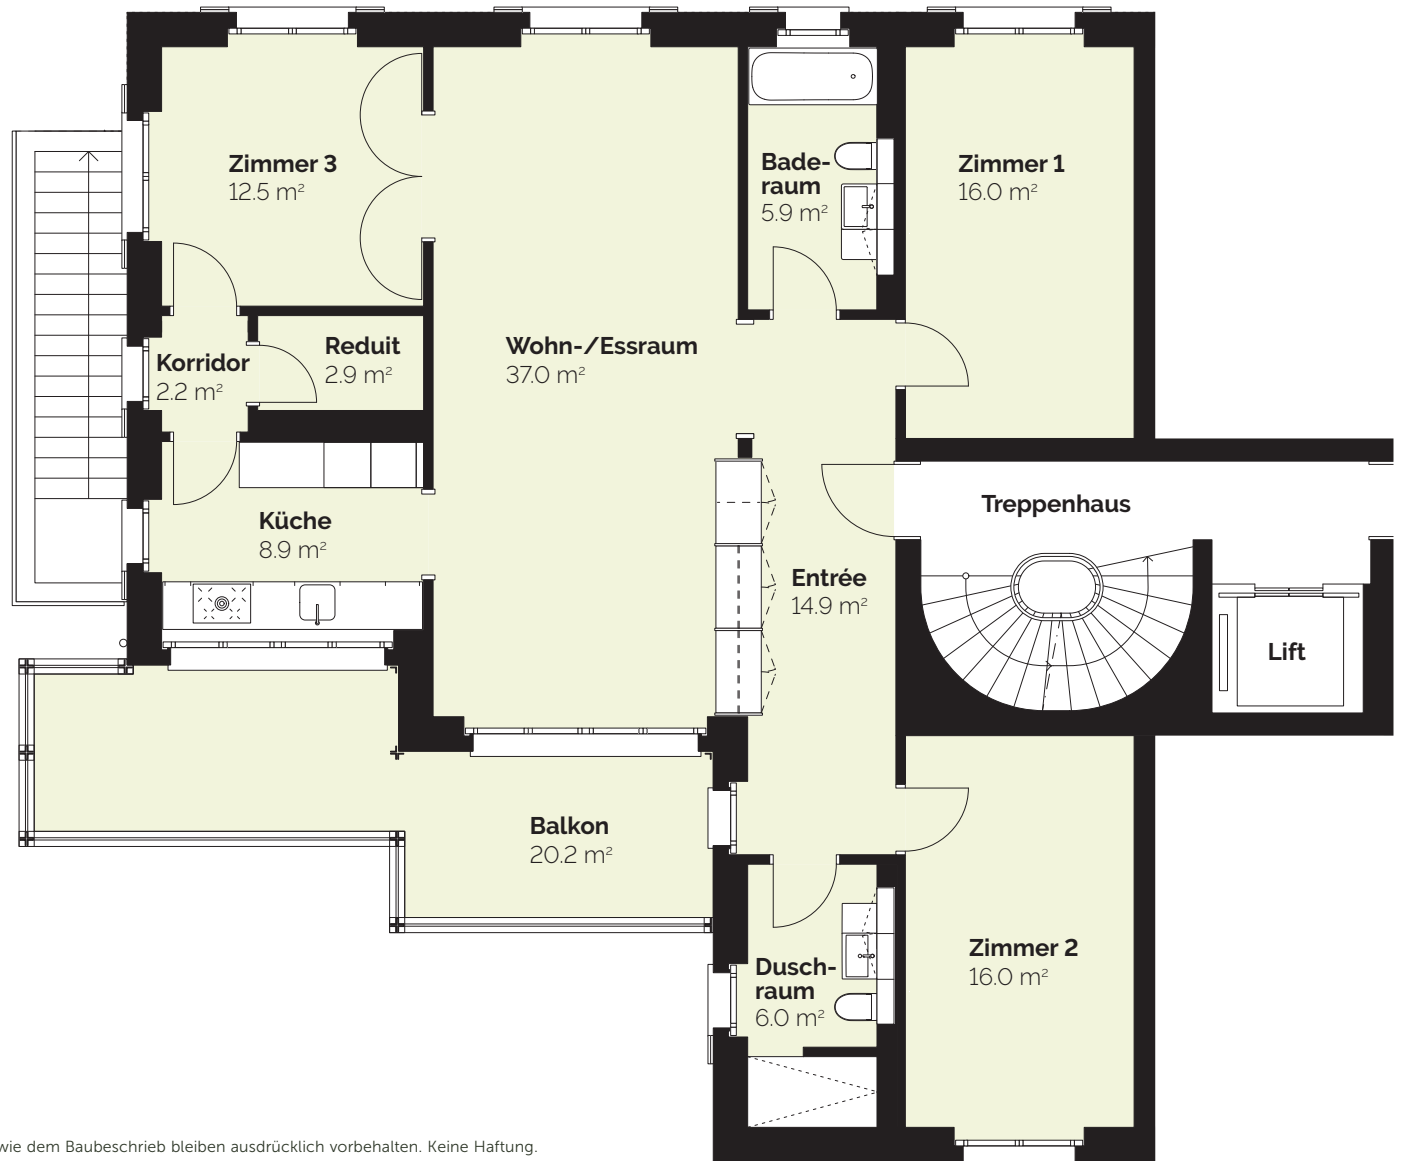 Zimmer 3
12.5 m²
Bade-
raum
5.9 m²
Zimmer 1
16.0 m²
Korridor
2.2 m²
Reduit
2.9 m²
Wohn-/Essraum
37.0 m²
Küche
8.9 m²
Treppenhaus
Entrée
14.9 m²
Lift
Balkon
20.2 m²
Dusch-
raum
6.0 m²
Zimmer 2
16.0 m²
wie dem Baubeschrieb bleiben ausdrücklich vorbehalten. Keine Haftung.